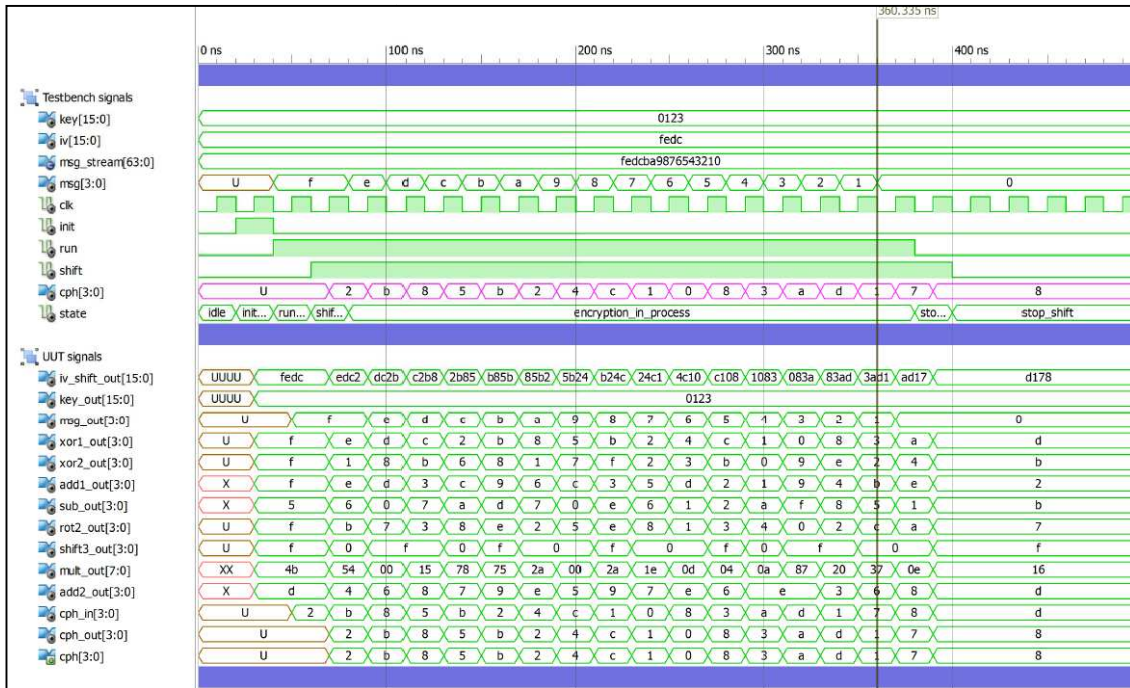 360.335 ns
0 ns 100 ns 200 ns 300 ns 400 ns
Testbench signals
key[15:0] 0123
iv[15:0] fedc
msg_stream[63:0] fedcba9876543210
msg[3:0] U f e d c b a 9 8 7 6 5 4 3 2 1 0
clk
init
run
shift
cph[3:0] U 2 b 8 5 b 2 4 c 1 0 8 3 a d 1 7 8
state idle init... run... shif... encryption_in_process sto... stop_shift
UUT signals
iv_shift_out[15:0] UUUU fedc edc2 dc2b c2b8 2b85 b85b 85b2 5b24 b24c 24c1 4c10 c108 1083 083a 83ad 3ad1 ad17 d178
key_out[15:0] UUUU 0123
msg_out[3:0] U f e d c b a 9 8 7 6 5 4 3 2 1 0
xor1_out[3:0] U f e d c 2 b 8 5 b 2 4 c 1 0 8 3 a d
xor2_out[3:0] U f 1 8 b 6 8 1 7 f 2 3 b 0 9 e 2 4 b
add1_out[3:0] X f e d 3 c 9 6 c 3 5 d 2 1 9 4 b e 2
sub_out[3:0] X 5 6 0 7 a d 7 0 e 6 1 2 a f 8 5 1 b
rot2_out[3:0] U f b 7 3 8 e 2 5 e 8 1 3 4 0 2 c a 7
shift3_out[3:0] U f 0 f 0 f 0 f 0 f 0 f 0 f
mult_out[7:0] XX 4b 54 00 15 78 75 2a 00 2a 1e 0d 04 0a 87 20 37 0e 16
add2_out[3:0] X d 4 6 8 7 9 e 5 9 7 e 6 e 3 6 8 d
cph_in[3:0] U 2 b 8 5 b 2 4 c 1 0 8 3 a d 1 7 8 d
cph_out[3:0] U 2 b 8 5 b 2 4 c 1 0 8 3 a d 1 7 8
cph[3:0] U 2 b 8 5 b 2 4 c 1 0 8 3 a d 1 7 8